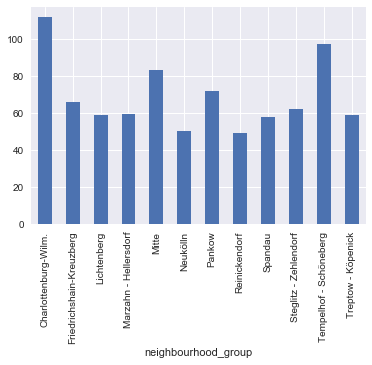 100
80
60
40
20
0
Charlottenburg-Wilm.
Friedrichshain-Kreuzberg
Lichtenberg
Marzahn - Hellersdorf
Mitte
Neukölln
Pankow
Reinickendorf
Spandau
Steglitz - Zehlendorf
Tempelhof - Schöneberg
Treptow - Köpenick
neighbourhood_group